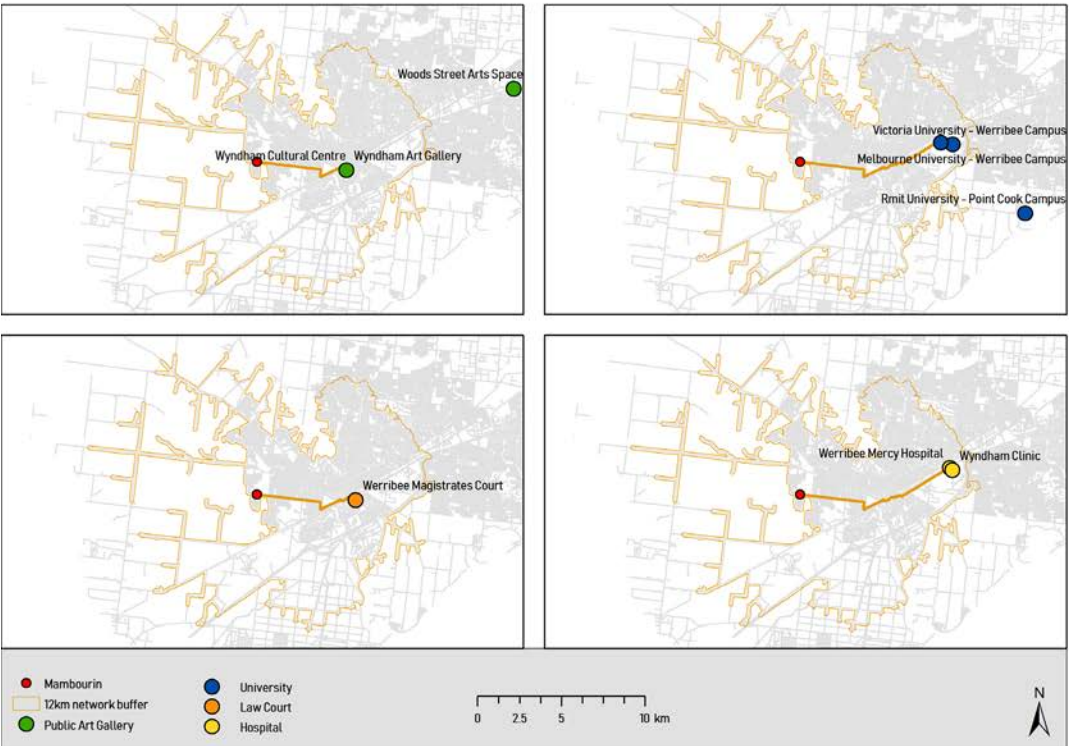 Woods Street Arts Space
Wyndham Cultural Centre
Wyndham Art Gallery
Victoria University - Werribee Campus
Melbourne University - Werribee Campus
Rmit University - Point Cook Campus
Werribee Magistrates Court
Werribee Mercy Hospital
Wyndham Clinic
Mambourin
12km network buffer
Public Art Gallery
University
Law Court
Hospital
0 2.5 5 10 km
N